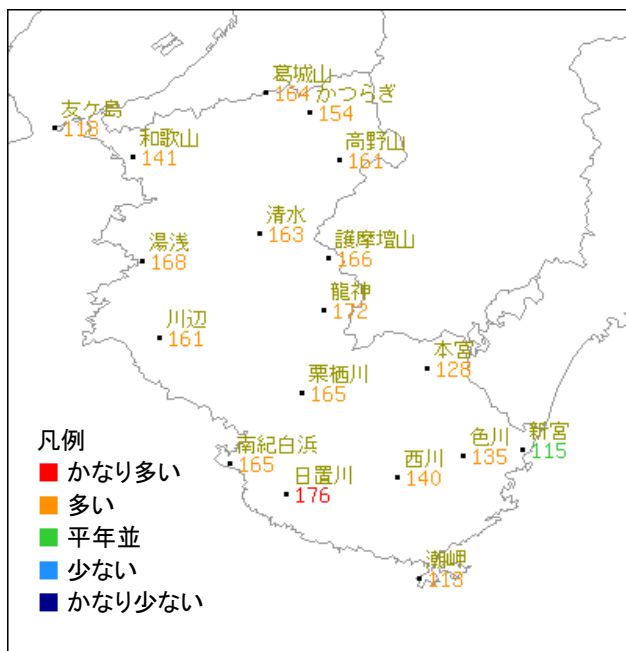 葛城山
164
かつらぎ
154
友ケ島
118
和歌山
141
高野山
161
清水
163
湯浅
168
護摩壇山
166
龍神
172
川辺
161
本宮
128
栗栖川
165
新宮
115
色川
135
西川
140
南紀白浜
165
日置川
176
潮岬
113
凡例
かなり多い
多い
平年並
少ない
かなり少ない